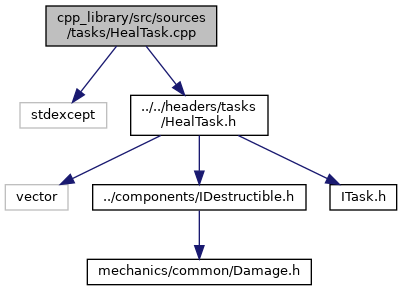 cpp_library/src/sources
/tasks/HealTask.cpp
stdexcept
../../headers/tasks
/HealTask.h
vector
../components/IDestructible.h
ITask.h
mechanics/common/Damage.h